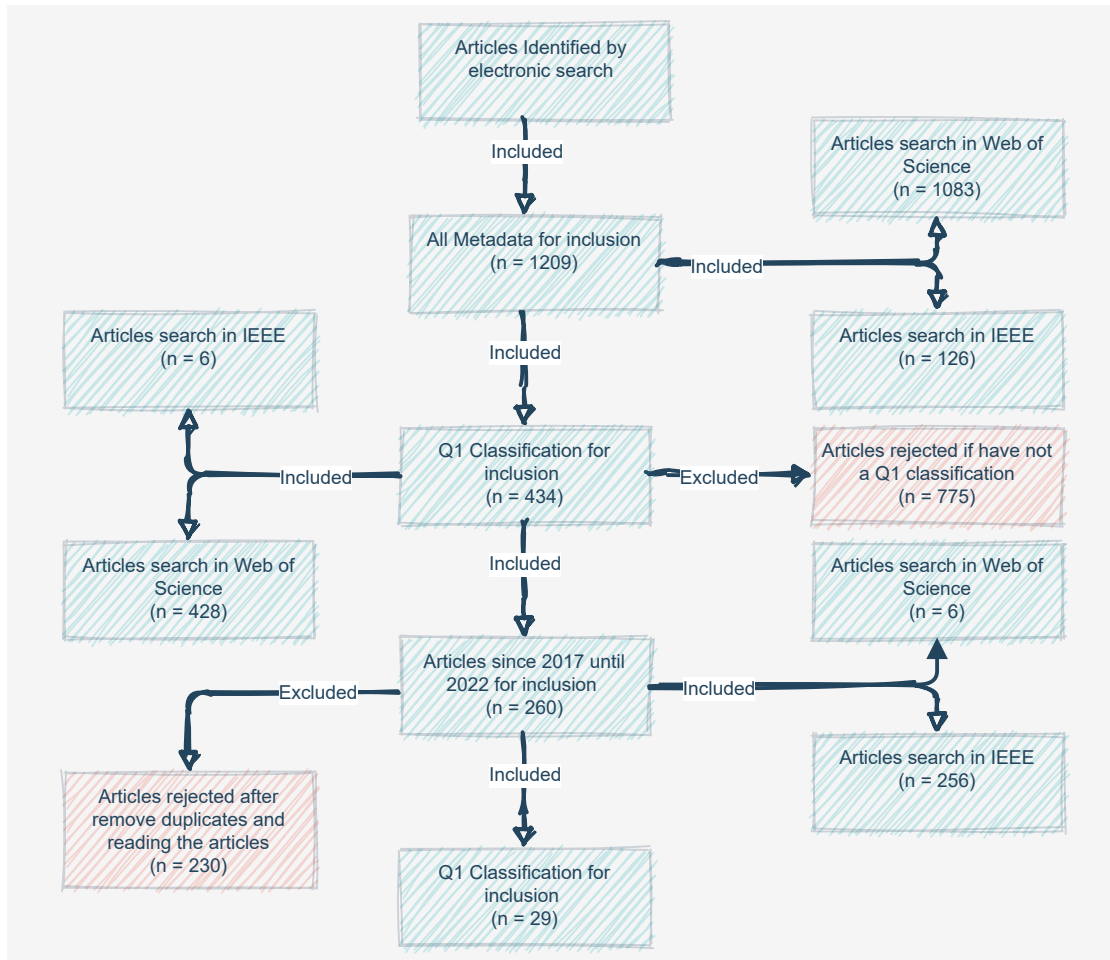 Articles Identified by
electronic search
Included
Articles search in Web of
Science
(n = 1083)
All Metadata for inclusion
(n = 1209)
Included
Articles search in IEEE
(n = 126)
Included
Articles search in IEEE
(n = 6)
Q1 Classification for
inclusion
(n = 434)
Included
Excluded
Articles rejected if have not
a Q1 classification
(n = 775)
Articles search in Web of
Science
(n = 428)
Included
Articles search in Web of
Science
(n = 6)
Articles since 2017 until
2022 for inclusion
(n = 260)
Excluded
Included
Articles search in IEEE
(n = 256)
Articles rejected after
remove duplicates and
reading the articles
(n = 230)
Included
Q1 Classification for
inclusion
(n = 29)